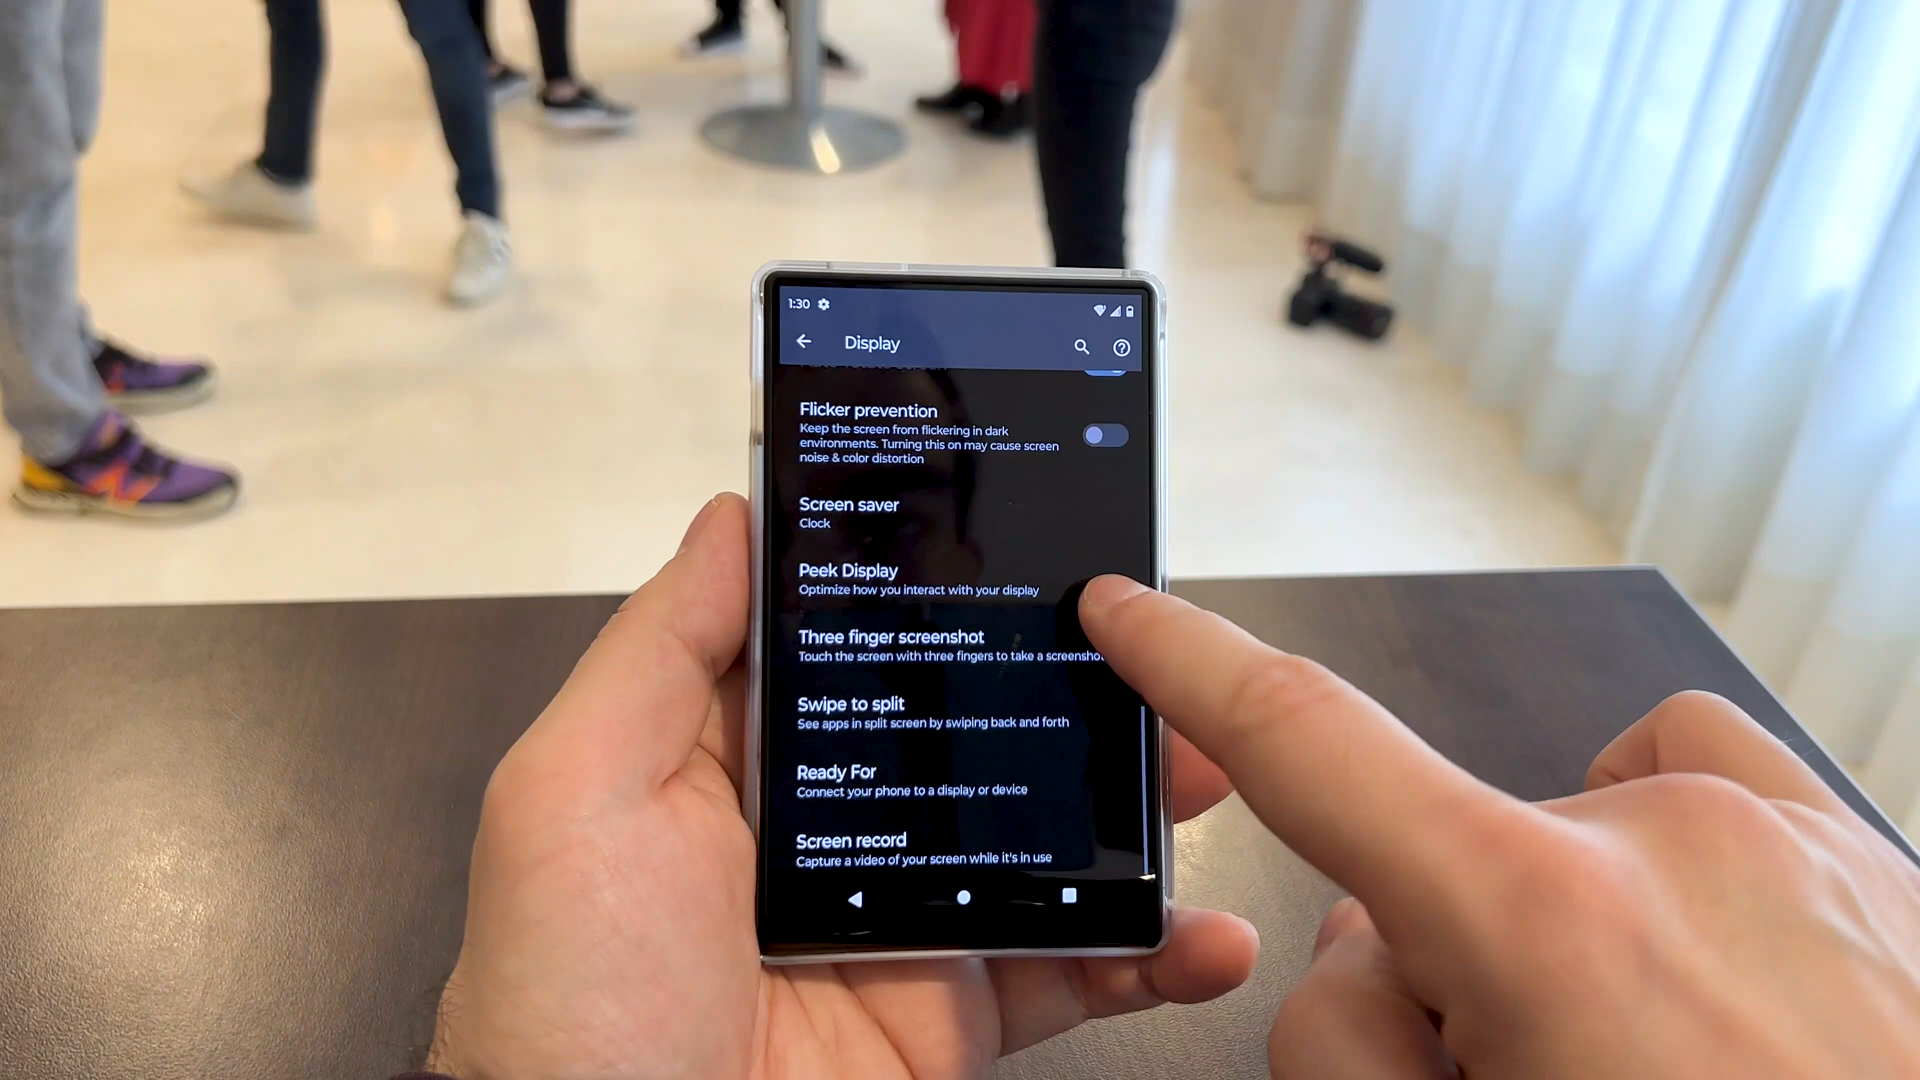 1:30
Display
Flicker prevention
Keep the screen from flickering in dark
environments. Turning this on may cause screen
noise & color distortion
Screen saver
Clock
Peek Display
Optimize how you interact with your display
Three finger screenshot
Touch the screen with three fingers to take a screenshot
Swipe to split
See apps in split screen by swiping back and forth
Ready For
Connect your phone to a display or device
Screen record
Capture a video of your screen while it's in use